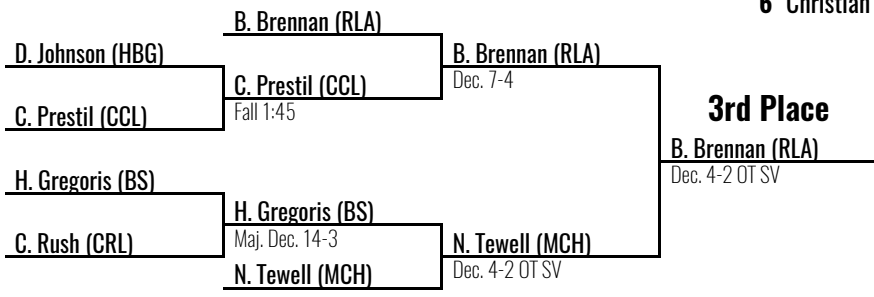 6 Christian
B. Brennan (RLA)
D. Johnson (HBG)
B. Brennan (RLA)
C. Prestil (CCL)
Dec. 7-4
Fall 1:45
C. Prestil (CCL)
3rd Place
B. Brennan (RLA)
Dec. 4-2 OT SV
H. Gregoris (BS)
H. Gregoris (BS)
Maj. Dec. 14-3
C. Rush (CRL)
N. Tewell (MCH)
Dec. 4-2 OT SV
N. Tewell (MCH)